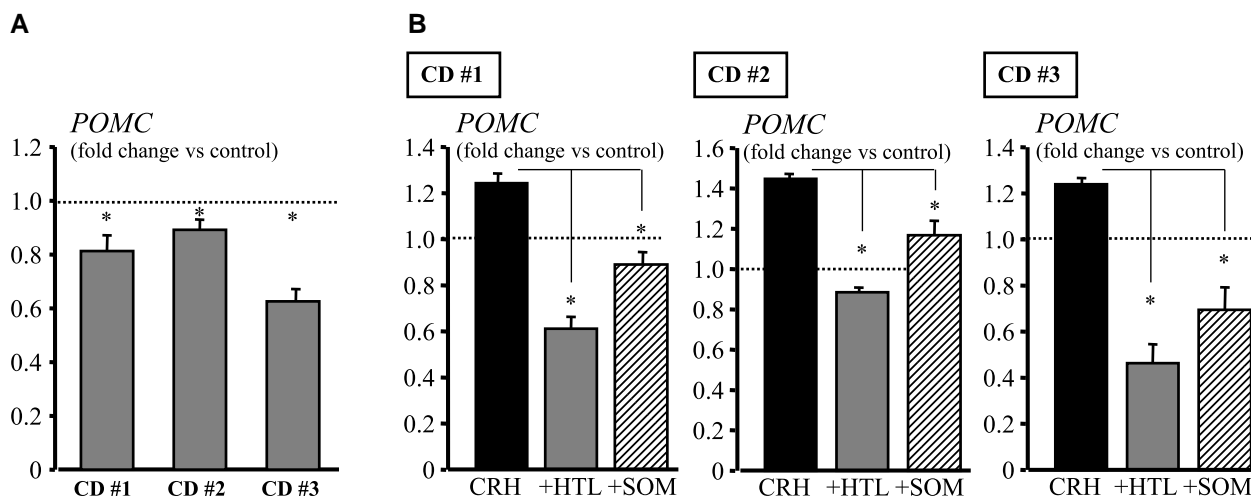 A
POMC
(fold change vs control)
1.2
1.0
0.8
0.6
0.4
0.2
0
* * *
CD #1 CD #2 CD #3
B
CD #1
POMC
(fold change vs control)
1.4
1.2
1.0
0.8
0.6
0.4
0.2
0
*
*
CRH +HTL +SOM
CD #2
POMC
(fold change vs control)
1.6
1.4
1.2
1.0
0.8
0.6
0.4
0.2
0
*
*
CRH +HTL +SOM
CD #3
POMC
(fold change vs control)
1.4
1.2
1.0
0.8
0.6
0.4
0.2
0
*
*
CRH +HTL +SOM